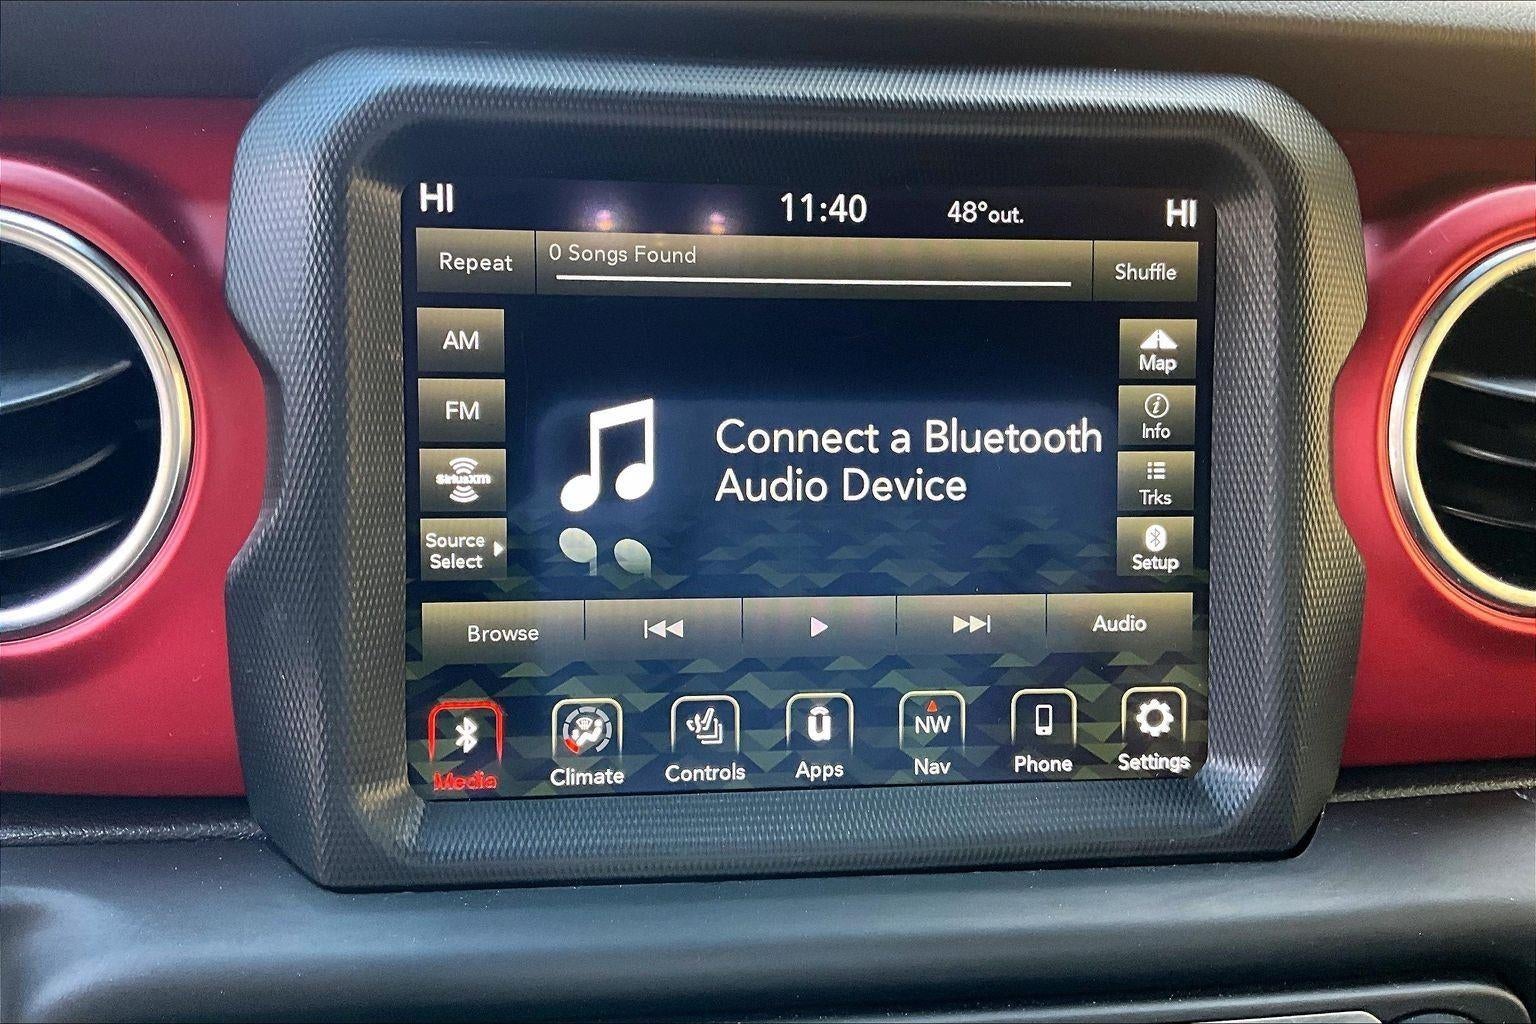 HI
11:40
48°out.
HI
Repeat
0 Songs Found
Shuffle
AM
FM
SiriusXM
Source
Select
Connect a Bluetooth
Audio Device
Map
Info
Trks
Setup
Browse
Audio
Media
Climate
Controls
u
Apps
NW
Nav
Phone
Settings